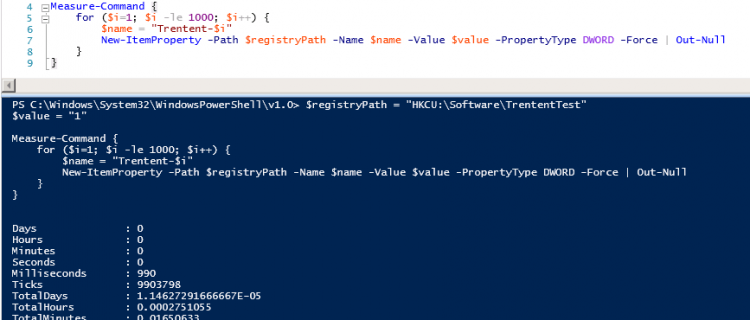 4 Measure-Command {
5 for ($i=1; $i -le 1000; $i++) {
6 $name = "Trentent-$i"
7 New-ItemProperty -Path $registryPath -Name $name -Value $value -PropertyType DWORD -Force | Out-Null
8 }
9 }
PS C:\Windows\System32\WindowsPowerShell\v1.0> $registryPath = "HKCU:\Software\TrententTest"
$value = "1"
Measure-Command {
for ($i=1; $i -le 1000; $i++) {
$name = "Trentent-$i"
New-ItemProperty -Path $registryPath -Name $name -Value $value -PropertyType DWORD -Force | Out-Null
}
}
Days : 0
Hours : 0
Minutes : 0
Seconds : 0
Milliseconds : 990
Ticks : 9903798
TotalDays : 1.14627291666667E-05
TotalHours : 0.0002751055
TotalMinutes : 0.01650633